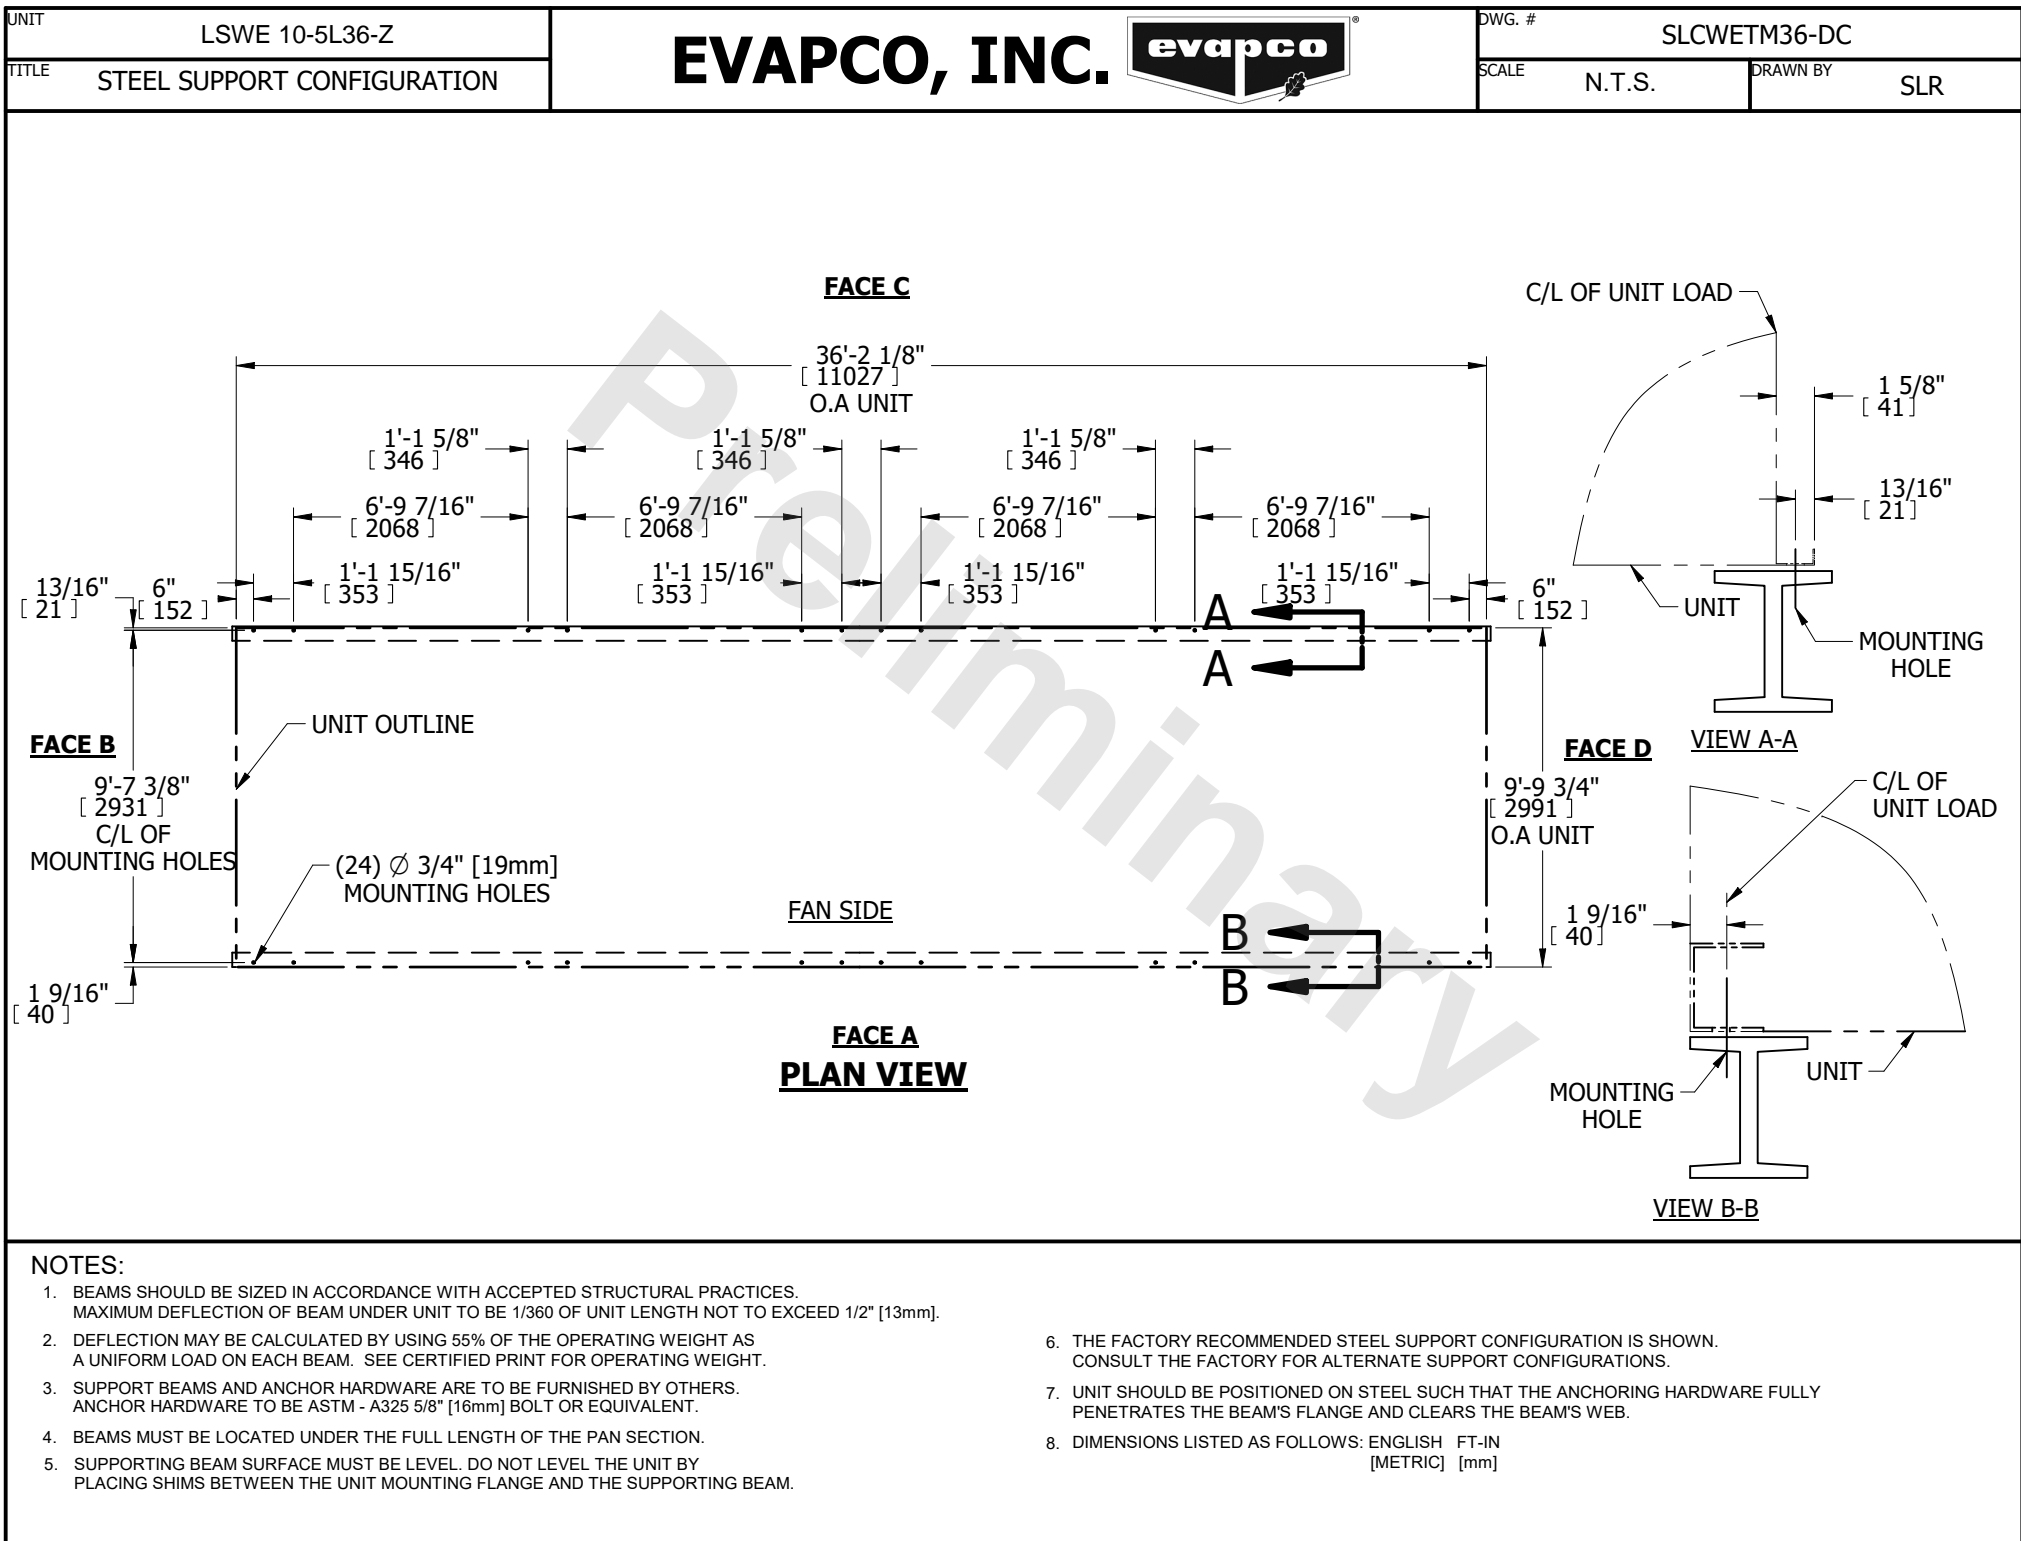 UNIT
LSWE 10-5L36-Z
TITLE
STEEL SUPPORT CONFIGURATION
EVAPCO, INC.
evapco
®
DWG. #
SLCWETM36-DC
SCALE
N.T.S.
DRAWN BY
SLR
Preliminary
FACE C
36'-2 1/8"
[ 11027 ]
O.A UNIT
1'-1 5/8"
[ 346 ]
1'-1 5/8"
[ 346 ]
1'-1 5/8"
[ 346 ]
6'-9 7/16"
[ 2068 ]
6'-9 7/16"
[ 2068 ]
6'-9 7/16"
[ 2068 ]
6'-9 7/16"
[ 2068 ]
13/16"
[ 21 ]
6"
[ 152 ]
1'-1 15/16"
[ 353 ]
1'-1 15/16"
[ 353 ]
1'-1 15/16"
[ 353 ]
1'-1 15/16"
[ 353 ]
6"
[ 152 ]
A
A
UNIT OUTLINE
FACE B
9'-7 3/8"
[ 2931 ]
C/L OF
MOUNTING HOLES
(24) Ø 3/4" [19mm]
MOUNTING HOLES
FAN SIDE
B
B
FACE D
9'-9 3/4"
[ 2991 ]
O.A UNIT
1 9/16"
[ 40 ]
FACE A
PLAN VIEW
C/L OF UNIT LOAD
1 5/8"
[ 41 ]
13/16"
[ 21 ]
UNIT
MOUNTING
HOLE
VIEW A-A
C/L OF
UNIT LOAD
1 9/16"
[ 40 ]
UNIT
MOUNTING
HOLE
VIEW B-B
NOTES:
1. BEAMS SHOULD BE SIZED IN ACCORDANCE WITH ACCEPTED STRUCTURAL PRACTICES.
MAXIMUM DEFLECTION OF BEAM UNDER UNIT TO BE 1/360 OF UNIT LENGTH NOT TO EXCEED 1/2" [13mm].
2. DEFLECTION MAY BE CALCULATED BY USING 55% OF THE OPERATING WEIGHT AS
A UNIFORM LOAD ON EACH BEAM. SEE CERTIFIED PRINT FOR OPERATING WEIGHT.
3. SUPPORT BEAMS AND ANCHOR HARDWARE ARE TO BE FURNISHED BY OTHERS.
ANCHOR HARDWARE TO BE ASTM - A325 5/8" [16mm] BOLT OR EQUIVALENT.
4. BEAMS MUST BE LOCATED UNDER THE FULL LENGTH OF THE PAN SECTION.
5. SUPPORTING BEAM SURFACE MUST BE LEVEL. DO NOT LEVEL THE UNIT BY
PLACING SHIMS BETWEEN THE UNIT MOUNTING FLANGE AND THE SUPPORTING BEAM.
6. THE FACTORY RECOMMENDED STEEL SUPPORT CONFIGURATION IS SHOWN.
CONSULT THE FACTORY FOR ALTERNATE SUPPORT CONFIGURATIONS.
7. UNIT SHOULD BE POSITIONED ON STEEL SUCH THAT THE ANCHORING HARDWARE FULLY
PENETRATES THE BEAM'S FLANGE AND CLEARS THE BEAM'S WEB.
8. DIMENSIONS LISTED AS FOLLOWS: ENGLISH FT-IN
[METRIC] [mm]